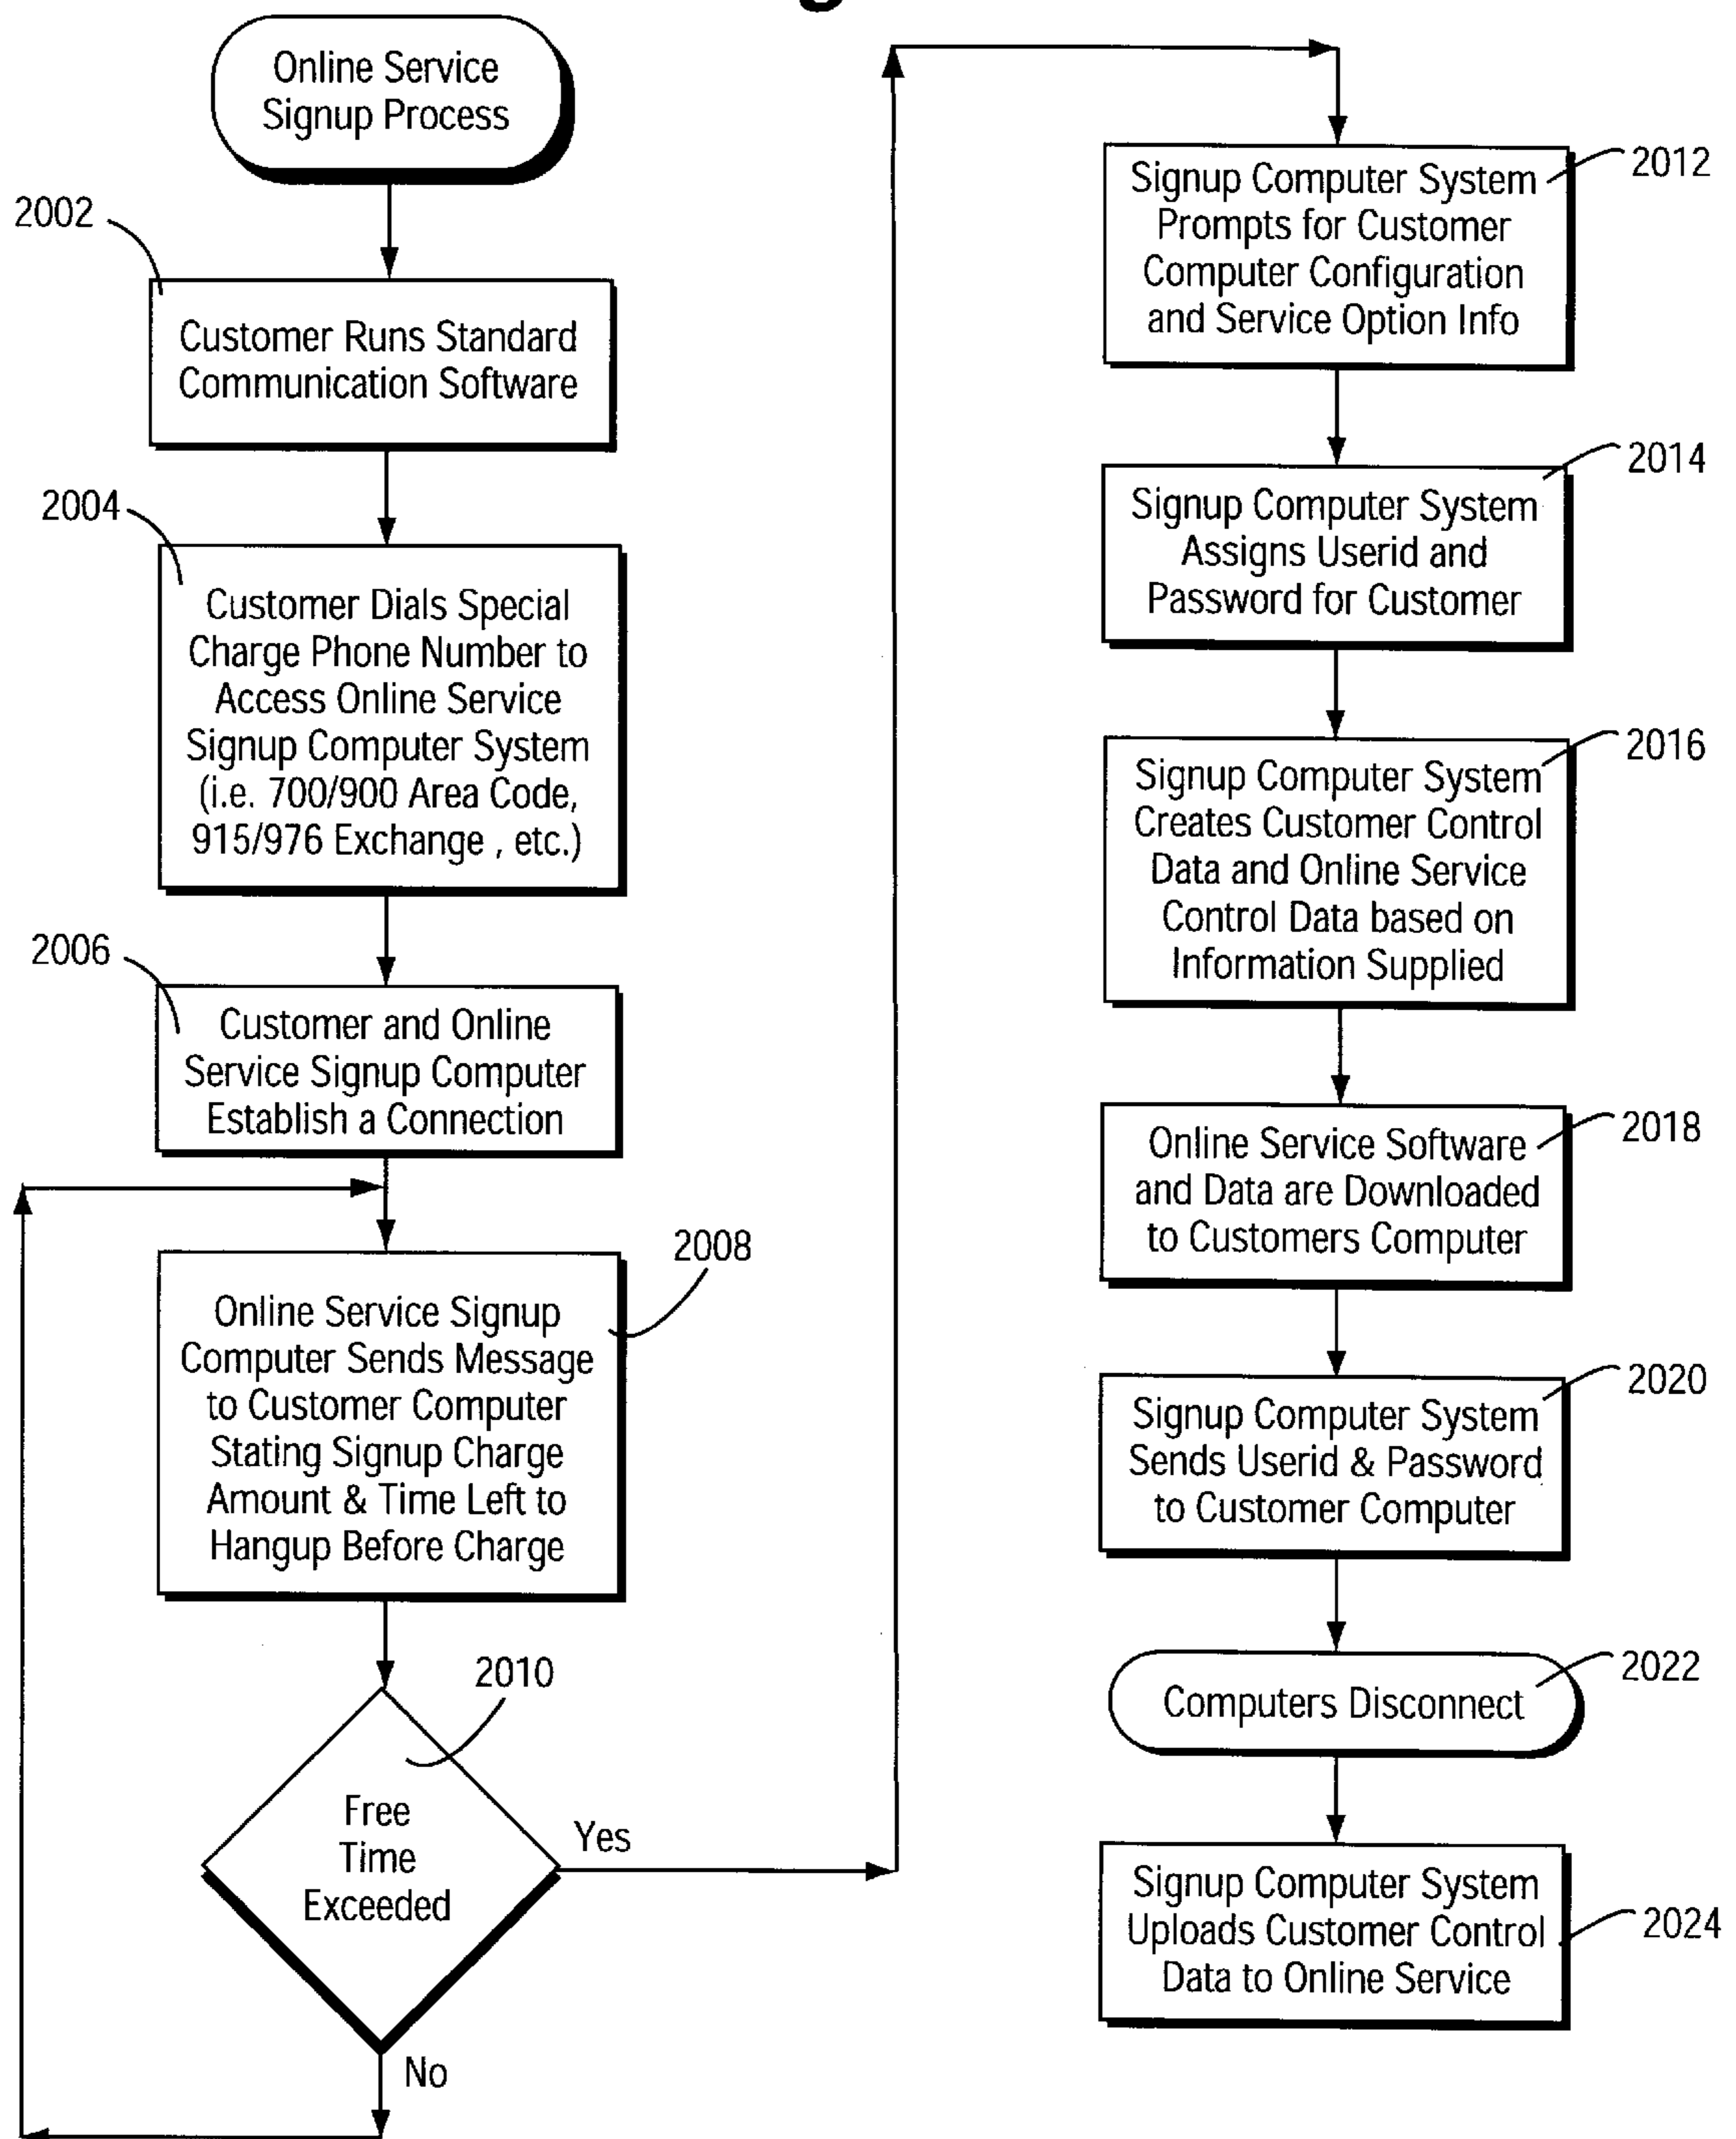 Online Service
Signup Process
2002
Customer Runs Standard
Communication Software
2004
Customer Dials Special
Charge Phone Number to
Access Online Service
Signup Computer System
(i.e. 700/900 Area Code,
915/976 Exchange , etc.)
2006
Customer and Online
Service Signup Computer
Establish a Connection
2008
Online Service Signup
Computer Sends Message
to Customer Computer
Stating Signup Charge
Amount & Time Left to
Hangup Before Charge
2010
Free
Time
Exceeded
Yes
No
2012
Signup Computer System
Prompts for Customer
Computer Configuration
and Service Option Info
2014
Signup Computer System
Assigns Userid and
Password for Customer
2016
Signup Computer System
Creates Customer Control
Data and Online Service
Control Data based on
Information Supplied
2018
Online Service Software
and Data are Downloaded
to Customers Computer
2020
Signup Computer System
Sends Userid & Password
to Customer Computer
2022
Computers Disconnect
2024
Signup Computer System
Uploads Customer Control
Data to Online Service